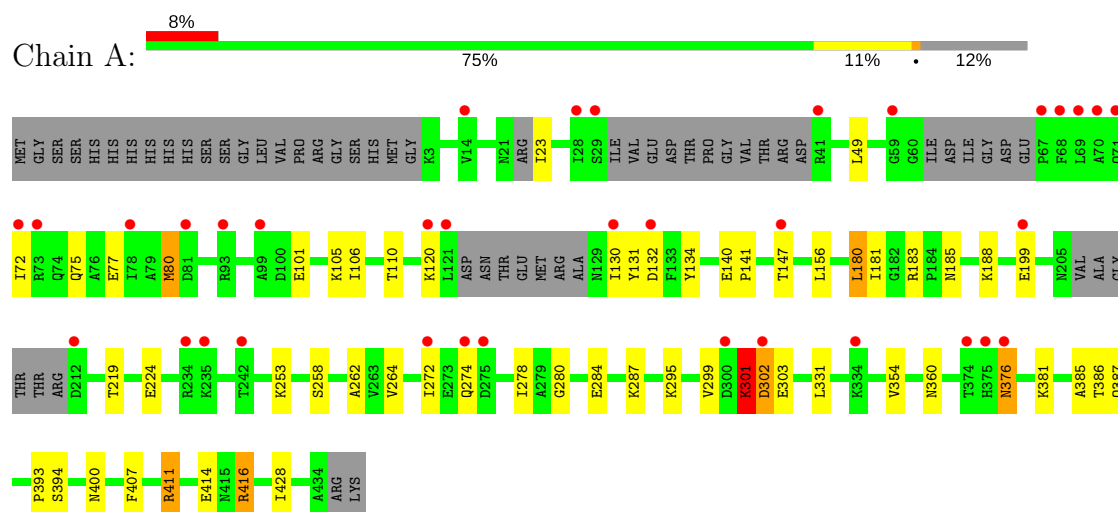 8%
Chain A:
75% 11% • 12%
MET GLY SER SER HIS HIS HIS HIS HIS HIS SER SER GLY LEU VAL PRO ARG GLY SER HIS MET GLY K3 V14 N21 ARG I23 I28 S29 ILE VAL GLU ASP THR PRO GLY VAL THR ARG ASP R41 L49 G59 G60 ILE ASP ILE GLY ASP GLU P67 F68 L69 A70 Q71
I72 R73 Q74 Q75 A76 E77 I78 A79 M80 D81 R93 A99 D100 E101 K105 I106 T110 K120 L121 ASP ASN THR GLU MET ARG ALA N129 I130 Y131 D132 F133 Y134 E140 P141 T147 L156 L180 I181 G182 R183 P184 N185 K188 E199 N205 VAL ALA GLY
THR THR ARG D212 T219 E224 R234 K235 T242 K253 S258 A262 V263 V264 I272 E273 Q274 D275 I278 A279 G280 E284 K287 K295 V299 D300 K301 D302 E303 L331 K334 V354 N360 T374 H375 N376 K381 A385 T386 Q387
P393 S394 N400 F407 R411 E414 N415 R416 I428 A434 ARG LYS